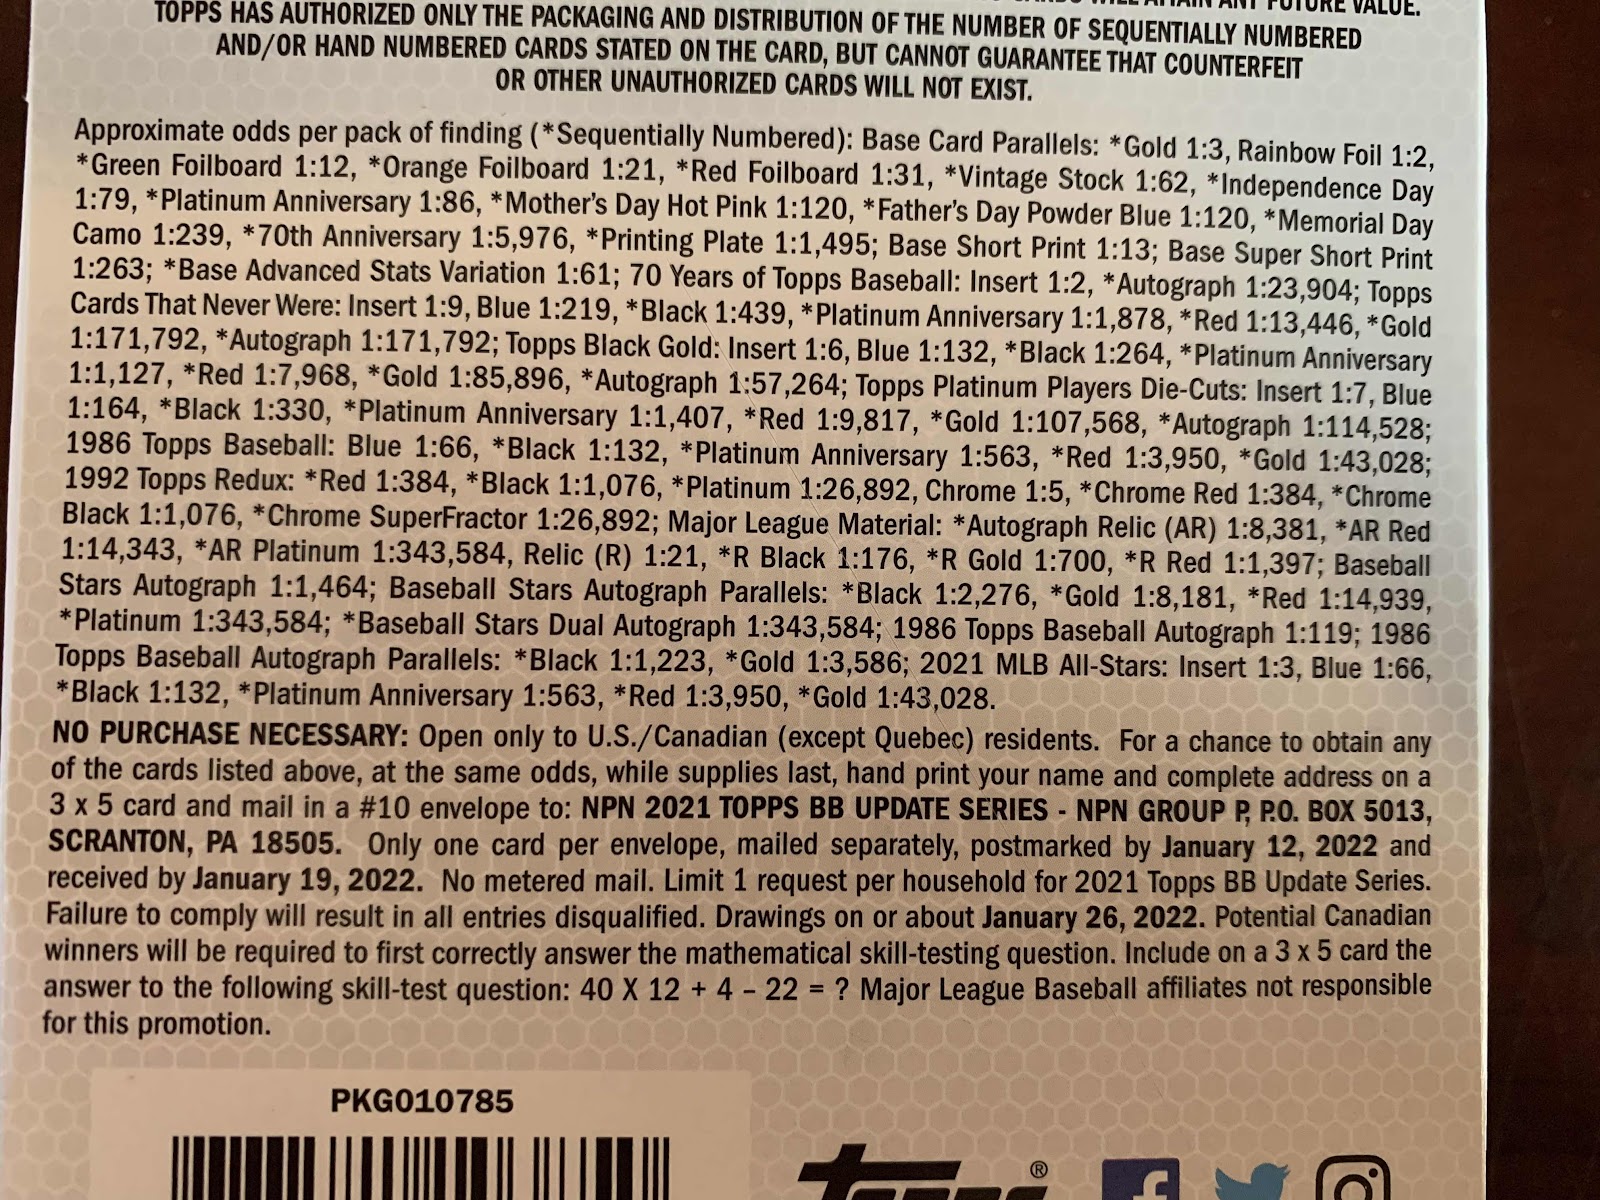 ANY FUTURE VALUE.
TOPPS HAS AUTHORIZED ONLY THE PACKAGING AND DISTRIBUTION OF THE NUMBER OF SEQUENTIALLY NUMBERED
AND/OR HAND NUMBERED CARDS STATED ON THE CARD, BUT CANNOT GUARANTEE THAT COUNTERFEIT
OR OTHER UNAUTHORIZED CARDS WILL NOT EXIST.
Approximate odds per pack of finding (*Sequentially Numbered): Base Card Parallels: *Gold 1:3, Rainbow Foil 1:2,
*Green Foilboard 1:12, *Orange Foilboard 1:21, *Red Foilboard 1:31, *Vintage Stock 1:62, *Independence Day
1:79, *Platinum Anniversary 1:86, *Mother's Day Hot Pink 1:120, *Father's Day Powder Blue 1:120, *Memorial Day
Camo 1:239, *70th Anniversary 1:5,976, *Printing Plate 1:1,495; Base Short Print 1:13; Base Super Short Print
1:263; *Base Advanced Stats Variation 1:61; 70 Years of Topps Baseball: Insert 1:2, *Autograph 1:23,904; Topps
Cards That Never Were: Insert 1:9, Blue 1:219, *Black 1:439, *Platinum Anniversary 1:1,878, *Red 1:13,446, *Gold
1:171,792, *Autograph 1:171,792; Topps Black Gold: Insert 1:6, Blue 1:132, *Black 1:264, *Platinum Anniversary
1:1,127, *Red 1:7,968, *Gold 1:85,896, *Autograph 1:57,264; Topps Platinum Players Die-Cuts: Insert 1:7, Blue
1:164, *Black 1:330, *Platinum Anniversary 1:1,407, *Red 1:9,817, *Gold 1:107,568, *Autograph 1:114,528;
1986 Topps Baseball: Blue 1:66, *Black 1:132, *Platinum Anniversary 1:563, *Red 1:3,950, *Gold 1:43,028;
1992 Topps Redux: *Red 1:384, *Black 1:1,076, *Platinum 1:26,892, Chrome 1:5, *Chrome Red 1:384, *Chrome
Black 1:1,076, *Chrome SuperFractor 1:26,892; Major League Material: *Autograph Relic (AR) 1:8,381, *AR Red
1:14,343, *AR Platinum 1:343,584, Relic (R) 1:21, *R Black 1:176, *R Gold 1:700, *R Red 1:1,397; Baseball
Stars Autograph 1:1,464; Baseball Stars Autograph Parallels: *Black 1:2,276, *Gold 1:8,181, *Red 1:14,939,
*Platinum 1:343,584; *Baseball Stars Dual Autograph 1:343,584; 1986 Topps Baseball Autograph 1:119; 1986
Topps Baseball Autograph Parallels: *Black 1:1,223, *Gold 1:3,586; 2021 MLB All-Stars: Insert 1:3, Blue 1:66,
*Black 1:132, *Platinum Anniversary 1:563, *Red 1:3,950, *Gold 1:43,028.
NO PURCHASE NECESSARY: Open only to U.S./Canadian (except Quebec) residents. For a chance to obtain any
of the cards listed above, at the same odds, while supplies last, hand print your name and complete address on a
3 x 5 card and mail in a #10 envelope to: NPN 2021 TOPPS BB UPDATE SERIES - NPN GROUP P, P.O. BOX 5013,
SCRANTON, PA 18505. Only one card per envelope, mailed separately, postmarked by January 12, 2022 and
received by January 19, 2022. No metered mail. Limit 1 request per household for 2021 Topps BB Update Series.
Failure to comply will result in all entries disqualified. Drawings on or about January 26, 2022. Potential Canadian
winners will be required to first correctly answer the mathematical skill-testing question. Include on a 3 x 5 card the
answer to the following skill-test question: 40 X 12 + 4 – 22 = ? Major League Baseball affiliates not responsible
for this promotion.
PKG010785
topps ®